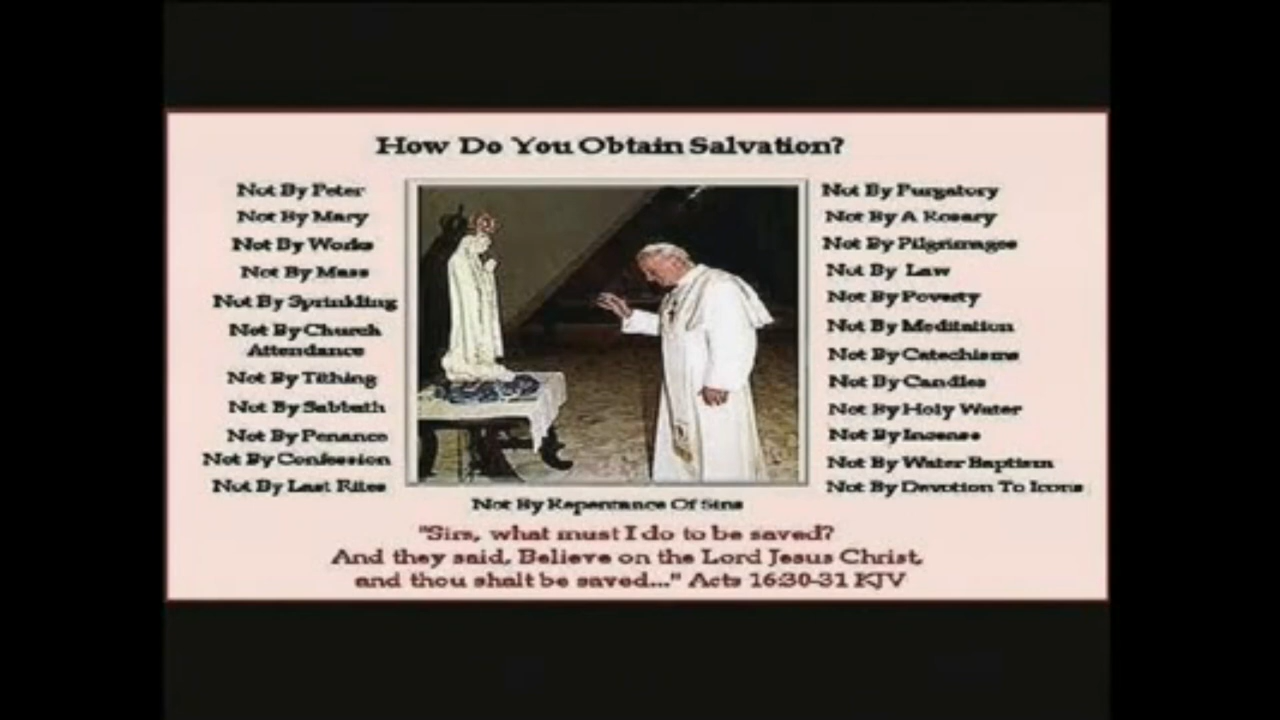 How Do You Obtain Salvation?
Not By Peter
Not By Mary
Not By Works
Not By Mass
Not By Sprinkling
Not By Church
Attendance
Not By Tithing
Not By Sabbath
Not By Penance
Not By Confession
Not By Last Rites
Not By Purgatory
Not By A Rosary
Not By Pilgrimages
Not By Law
Not By Poverty
Not By Meditation
Not By Catechisms
Not By Candles
Not By Holy Water
Not By Incense
Not By Water Baptism
Not By Devotion To Icons
Not By Repentance Of Sins
"Sirs, what must I do to be saved?
And they said, Believe on the Lord Jesus Christ,
and thou shalt be saved..." Acts 16:30-31 KJV